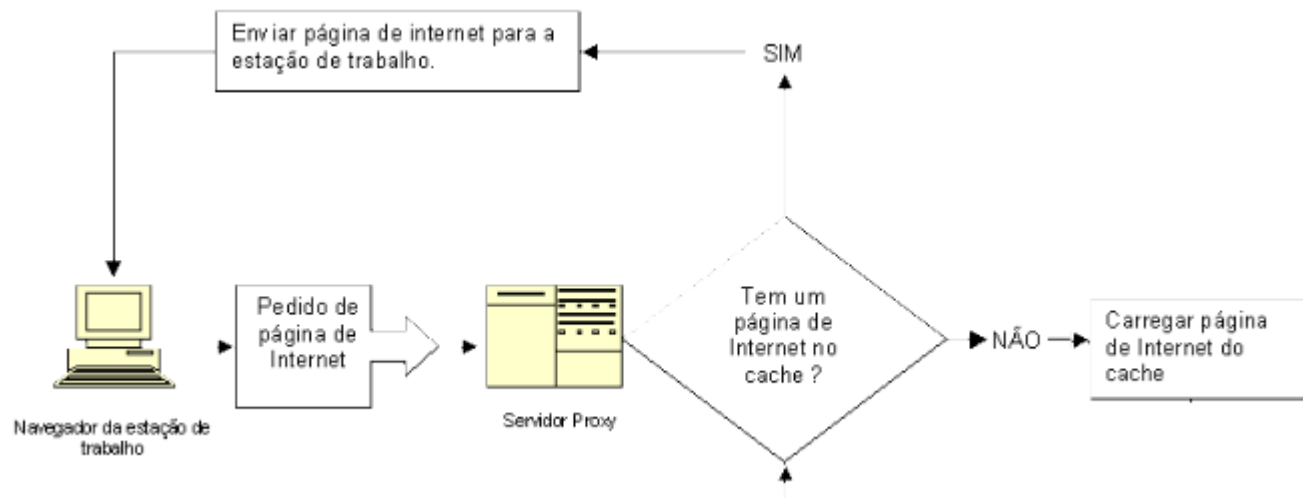 Enviar página de internet para a
estação de trabalho.
SIM
Pedido de
página de
Internet
Tem um
página de
Internet no
cache ?
NÃO
Carregar página
de Internet do
cache
Servidor Proxy
Navegador da estação de
trabalho